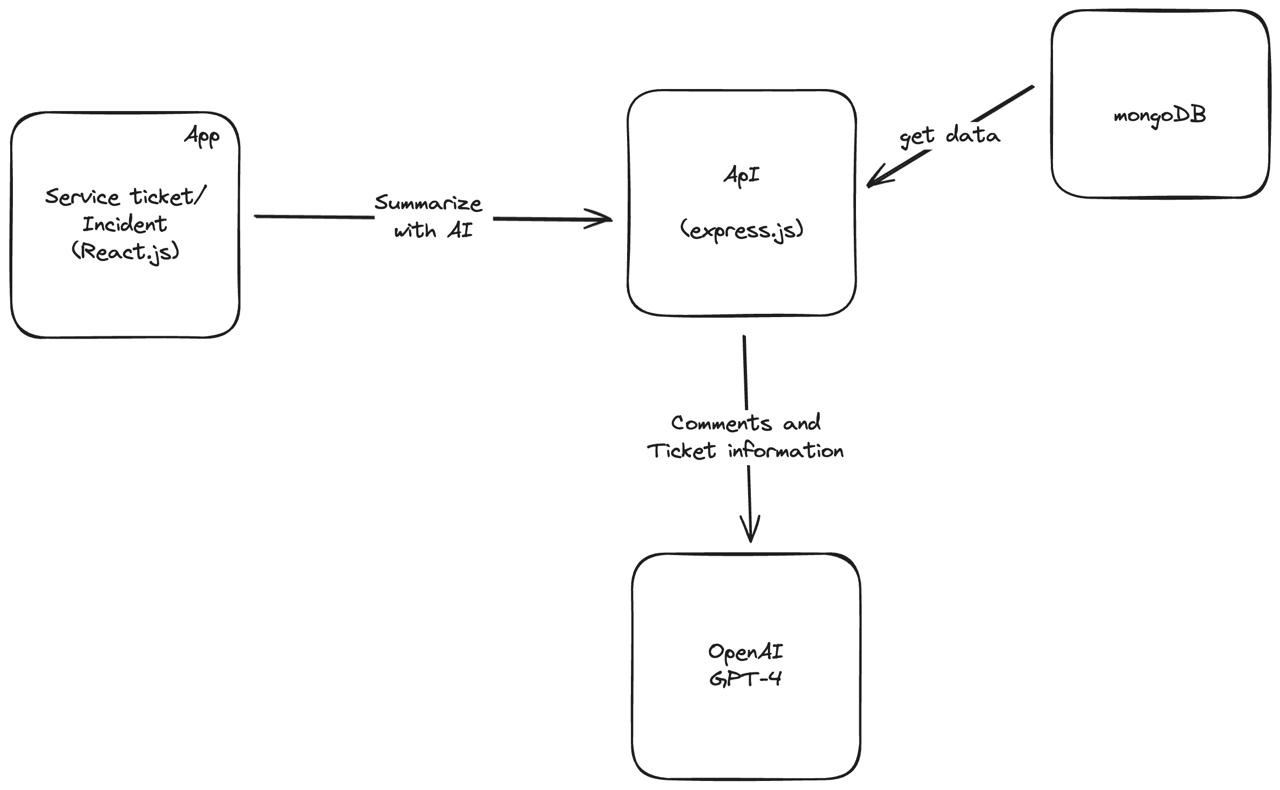 App
Service ticket/
Incident
(React.js)
Summarize
with AI
ApI
(express.js)
get data
mongoDB
Comments and
Ticket information
OpenAI
GPT-4